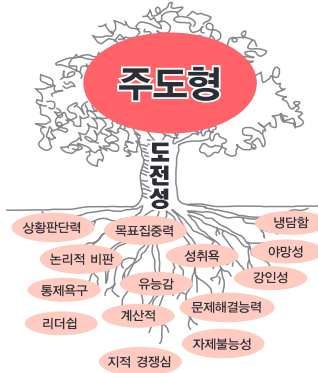 주도형
도전성
상황판단력
목표집중력
냉담함
논리적 비판
성취욕
야망성
통제욕구
유능감
강인성
리더쉽
계산적
문제해결능력
자제불능성
지적 경쟁심